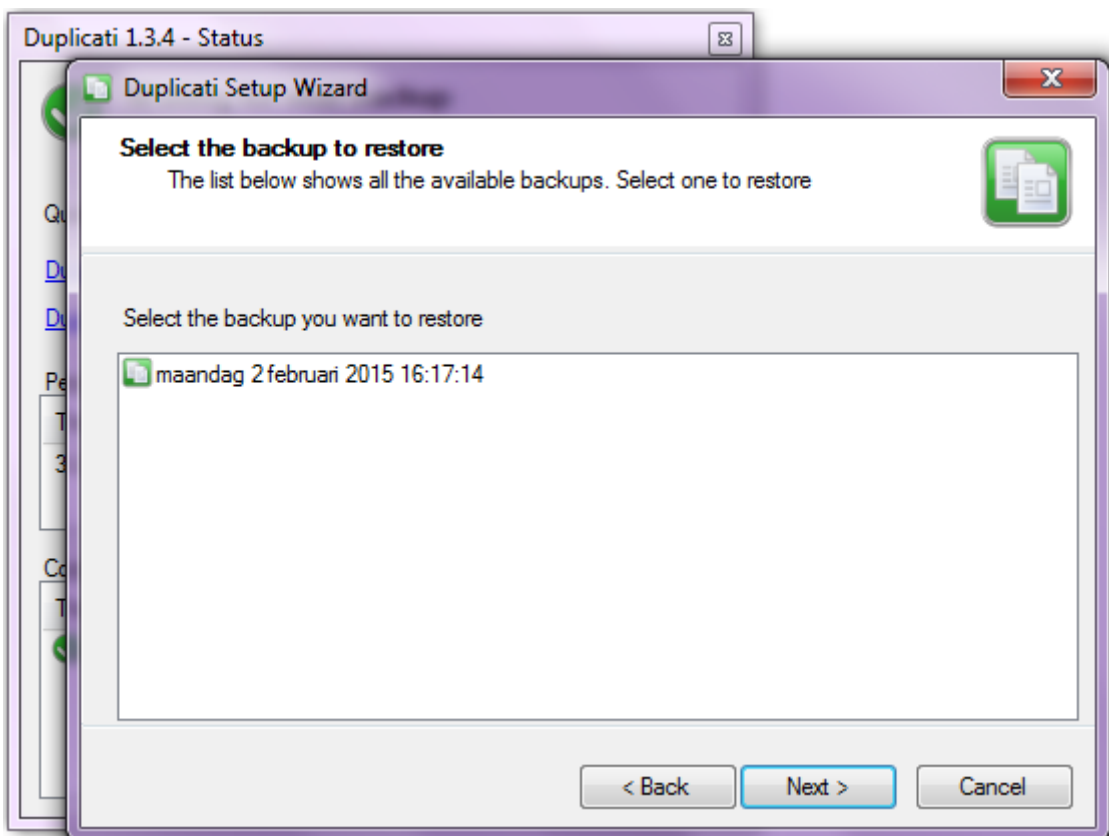 Duplicati 1.3.4 - Status
Duplicati Setup Wizard
Select the backup to restore
The list below shows all the available backups. Select one to restore
Select the backup you want to restore
maandag 2 februari 2015 16:17:14
< Back
Next >
Cancel